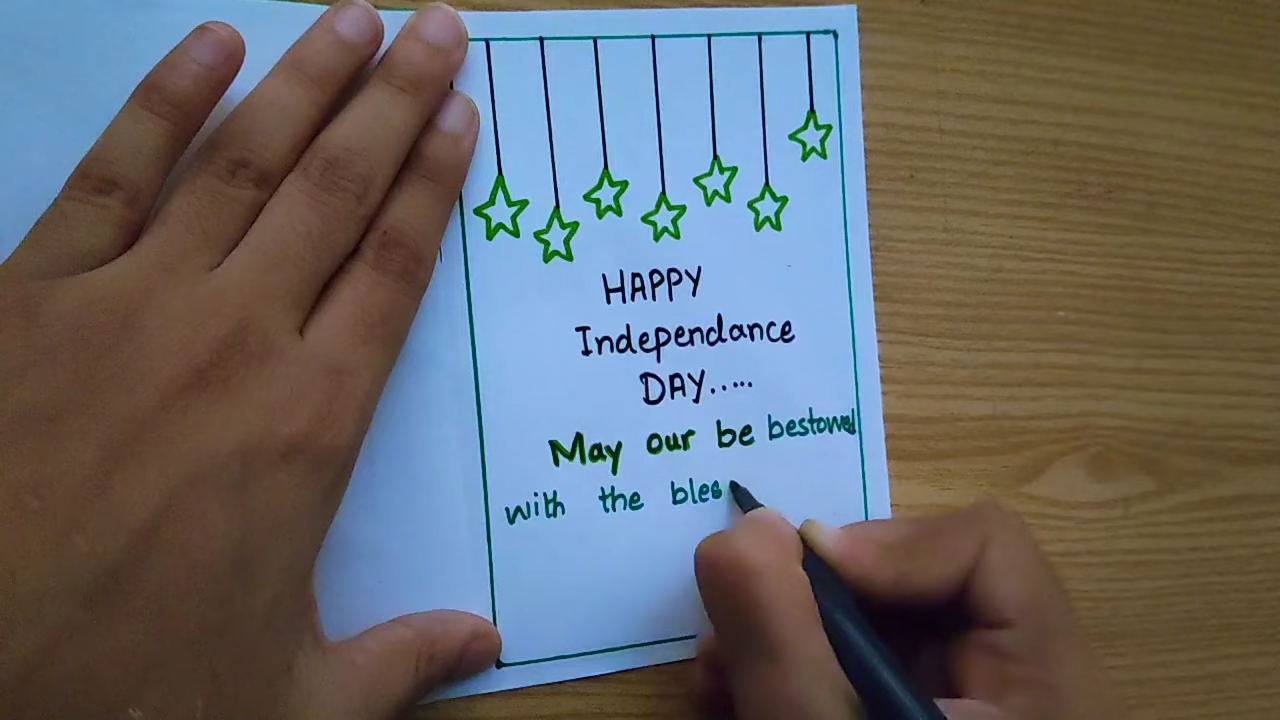 HAPPY
Independance
DAY.....
May our be bestowed
with the bles